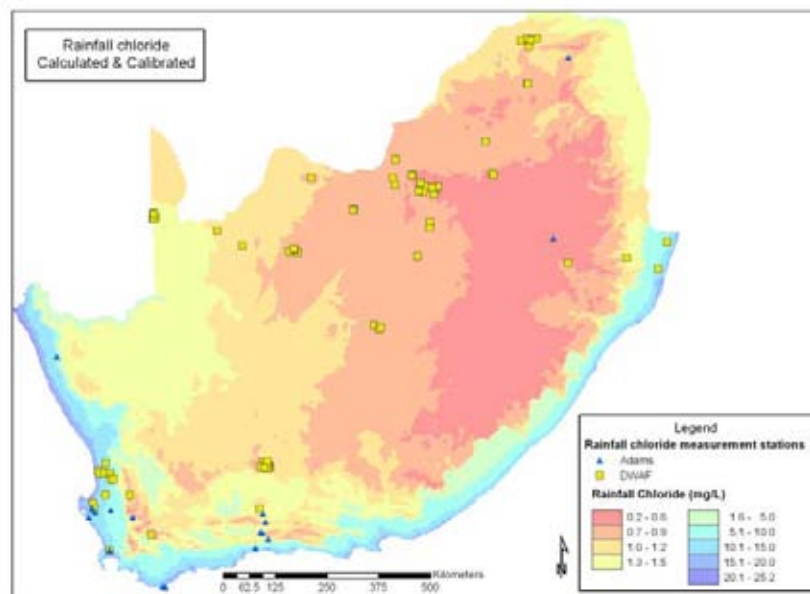 Rainfall chloride
Calculated & Calibrated
Legend
Rainfall chloride measurement stations
Adams
DWAF
Rainfall Chloride (mg/L)
0.2 - 0.6
0.7 - 0.9
1.0 - 1.2
1.3 - 1.5
1.6 - 5.0
5.1 - 10.0
10.1 - 15.0
15.1 - 20.0
20.1 - 25.2
Kilometers
0 62.5 125 250 375 500
N